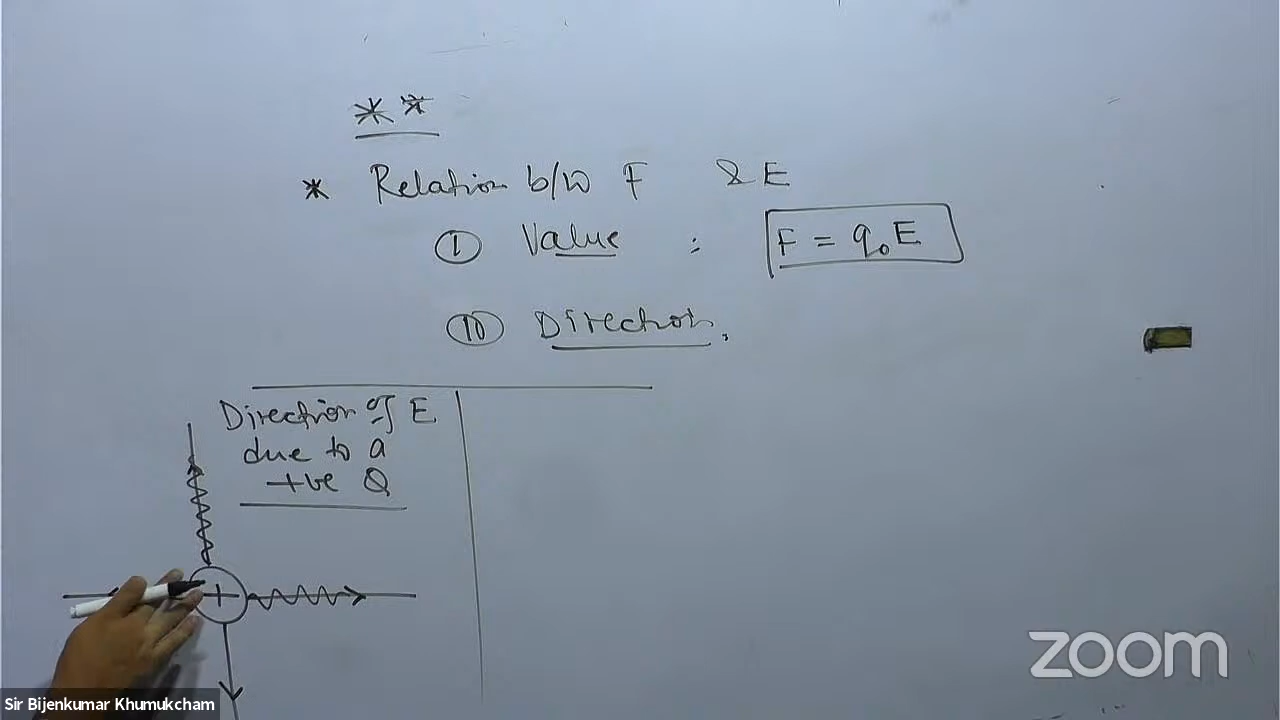 **
* Relation b/w F & E
I Value : F = q₀E
II Direction,
Direction of E
due to a
+ve Q
+
zoom
Sir Bijenkumar Khumukcham